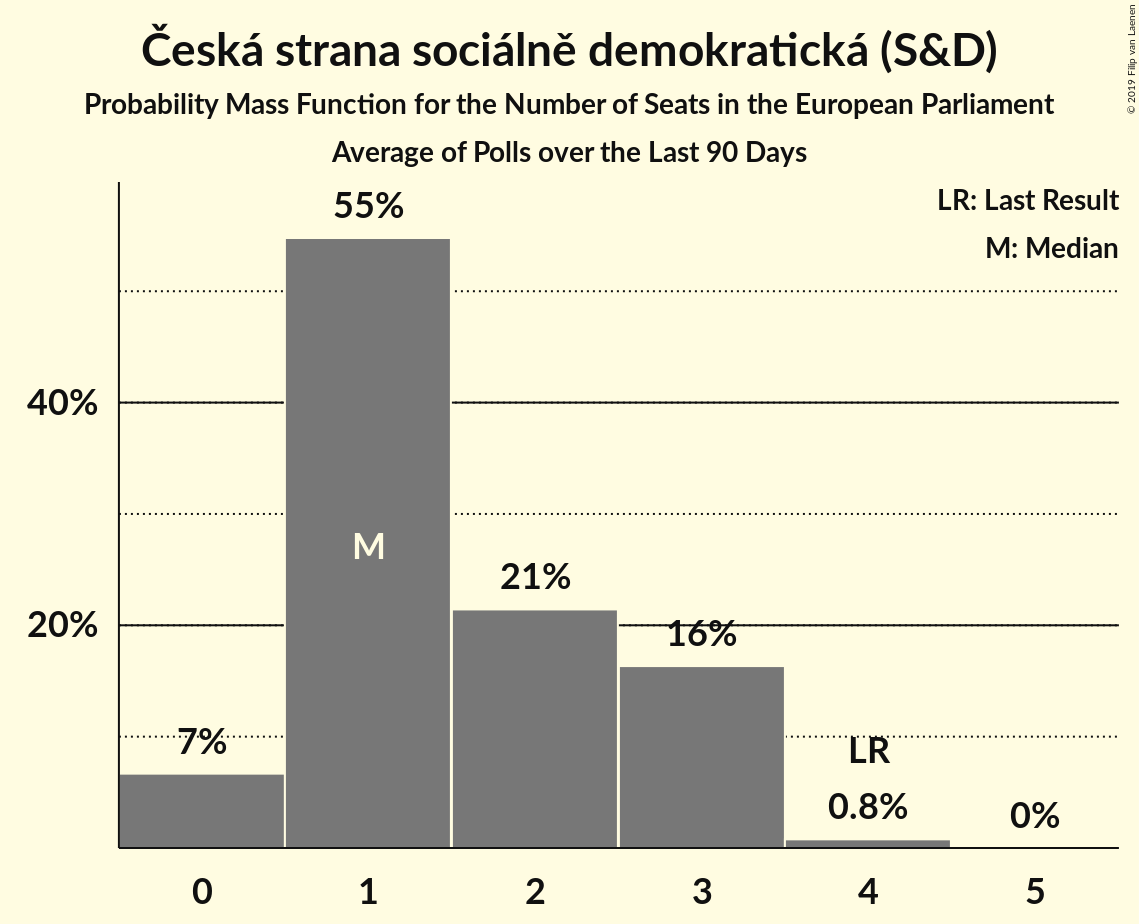 Česká strana sociálně demokratická (S&D)
Probability Mass Function for the Number of Seats in the European Parliament
Average of Polls over the Last 90 Days
© 2019 Filip van Laenen
LR: Last Result
M: Median
55%
40%
M
21%
20%
16%
7%
LR
0.8%
0%
0 1 2 3 4 5